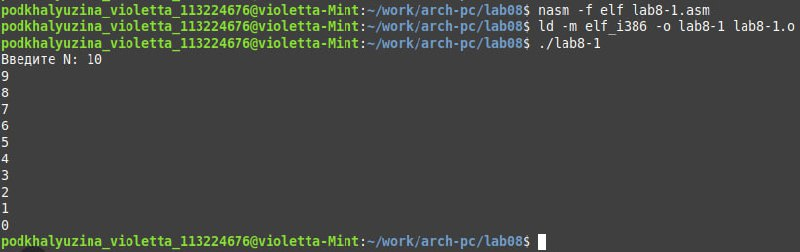 podkhalyuzina_violetta_113224676@violetta-Mint:~/work/arch-pc/lab08$ nasm -f elf lab8-1.asm
podkhalyuzina_violetta_113224676@violetta-Mint:~/work/arch-pc/lab08$ ld -m elf_i386 -o lab8-1 lab8-1.o
podkhalyuzina_violetta_113224676@violetta-Mint:~/work/arch-pc/lab08$ ./lab8-1
Введите N: 10
9
8
7
6
5
4
3
2
1
0
podkhalyuzina_violetta_113224676@violetta-Mint:~/work/arch-pc/lab08$